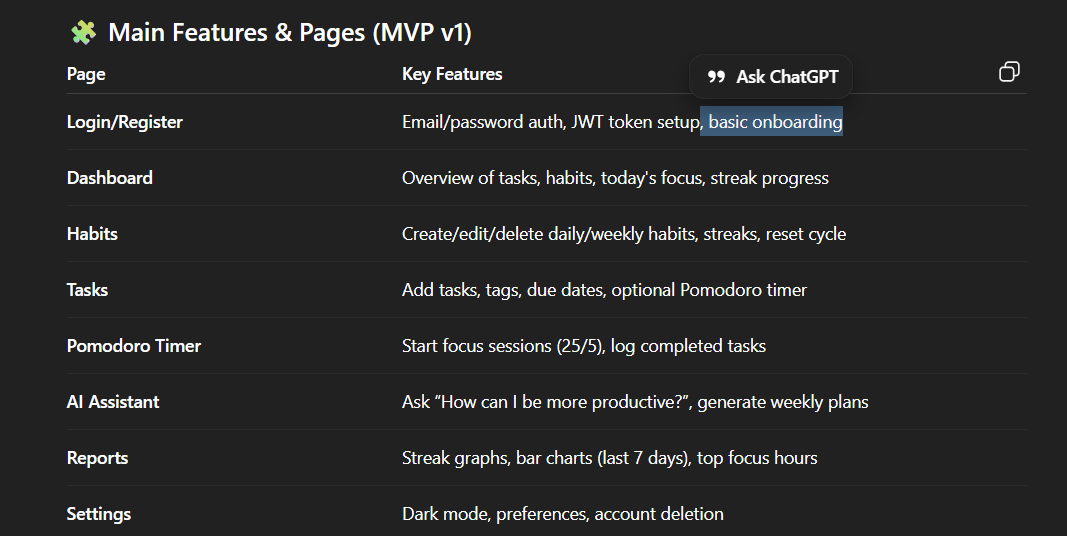 🧩 Main Features & Pages (MVP v1)
Page Key Features
Ask ChatGPT
Login/Register Email/password auth, JWT token setup, basic onboarding
Dashboard Overview of tasks, habits, today's focus, streak progress
Habits Create/edit/delete daily/weekly habits, streaks, reset cycle
Tasks Add tasks, tags, due dates, optional Pomodoro timer
Pomodoro Timer Start focus sessions (25/5), log completed tasks
AI Assistant Ask “How can I be more productive?”, generate weekly plans
Reports Streak graphs, bar charts (last 7 days), top focus hours
Settings Dark mode, preferences, account deletion